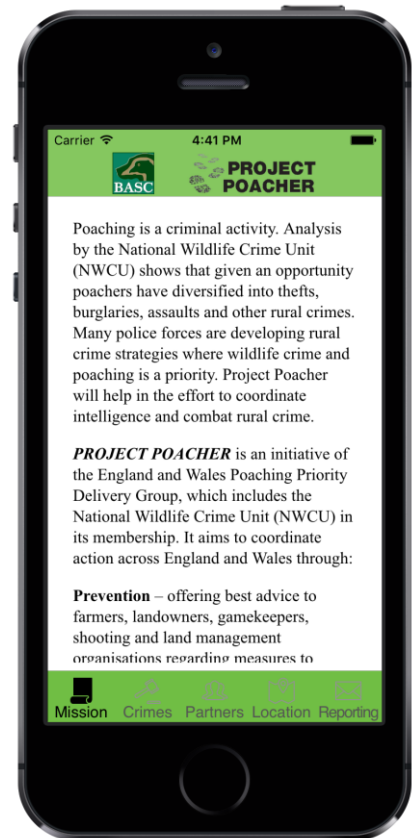 Carrier 4:41 PM
BASC
PROJECT
POACHER
Poaching is a criminal activity. Analysis
by the National Wildlife Crime Unit
(NWCU) shows that given an opportunity
poachers have diversified into thefts,
burglaries, assaults and other rural crimes.
Many police forces are developing rural
crime strategies where wildlife crime and
poaching is a priority. Project Poacher
will help in the effort to coordinate
intelligence and combat rural crime.
PROJECT POACHER is an initiative of
the England and Wales Poaching Priority
Delivery Group, which includes the
National Wildlife Crime Unit (NWCU) in
its membership. It aims to coordinate
action across England and Wales through:
Prevention – offering best advice to
farmers, landowners, gamekeepers,
shooting and land management
organisations regarding measures to
Mission Crimes Partners Location Reporting